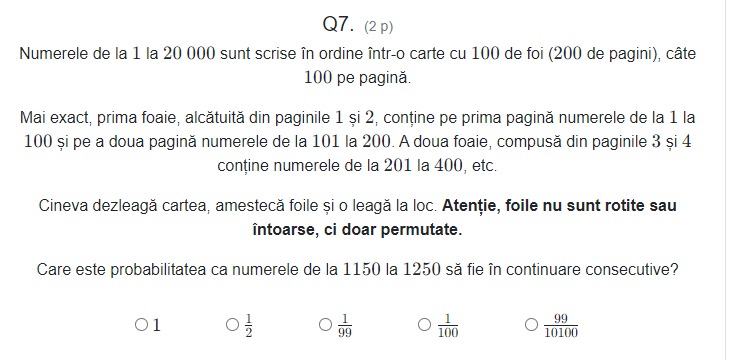 Q7. (2 p)
Numerele de la 1 la 20 000 sunt scrise în ordine într-o carte cu 100 de foi (200 de pagini), câte
100 pe pagină.
Mai exact, prima foaie, alcătuită din paginile 1 și 2, conține pe prima pagină numerele de la 1 la
100 și pe a doua pagină numerele de la 101 la 200. A doua foaie, compusă din paginile 3 și 4
conține numerele de la 201 la 400, etc.
Cineva dezleagă cartea, amestecă foile și o leagă la loc. Atenție, foile nu sunt rotite sau
întoarse, ci doar permutate.
Care este probabilitatea ca numerele de la 1150 la 1250 să fie în continuare consecutive?
1 1/2 1/99 1/100 99/10100